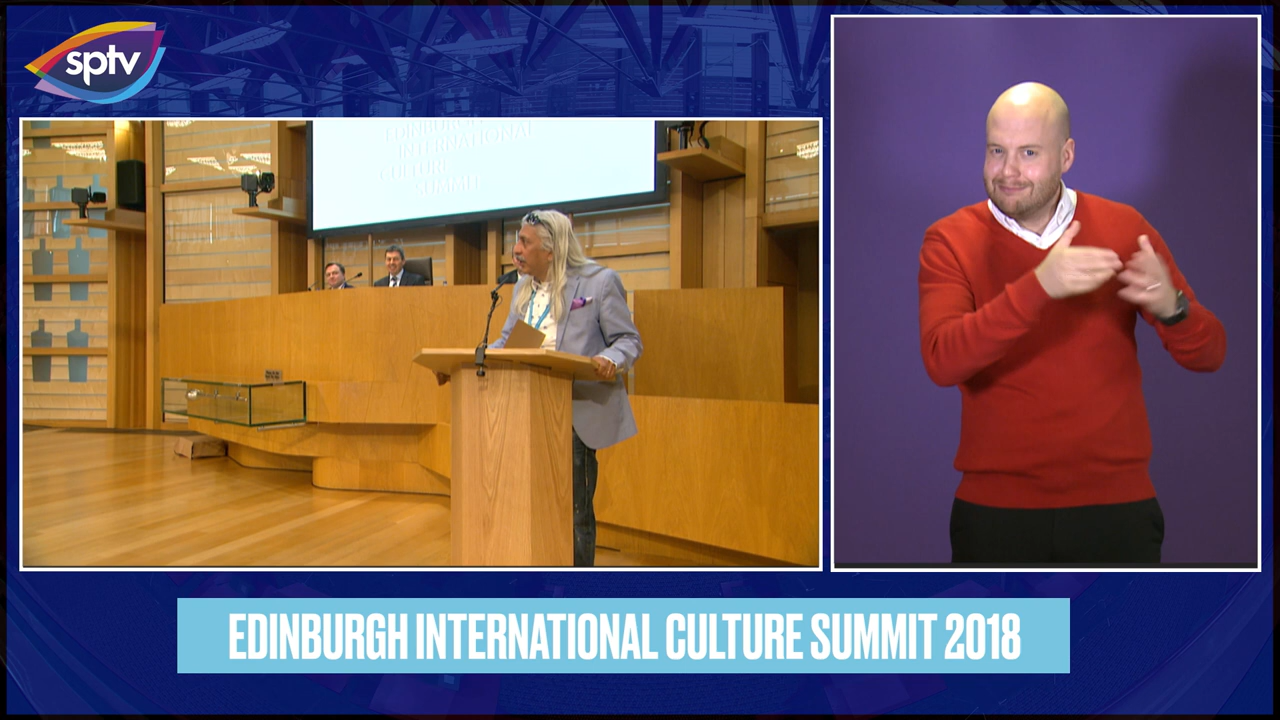 sptv
EDINBURGH
INTERNATIONAL
CULTURE
SUMMIT
EDINBURGH INTERNATIONAL CULTURE SUMMIT 2018